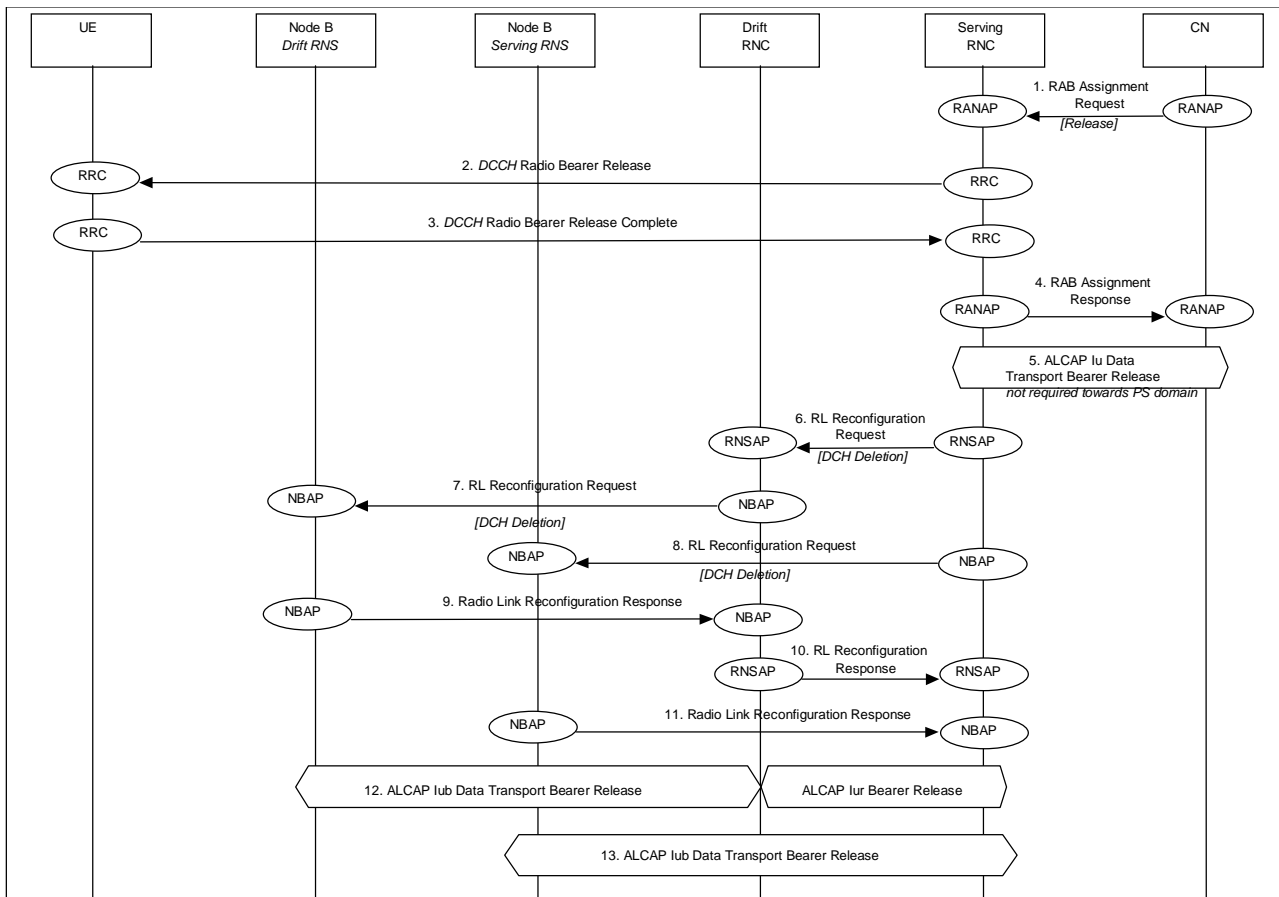 UE
Node B
Drift RNS
Node B
Serving RNS
Drift
RNC
Serving
RNC
CN
1. RAB Assignment
Request
[Release]
RANAP
RANAP
2. DCCH Radio Bearer Release
RRC
RRC
3. DCCH Radio Bearer Release Complete
RRC
RRC
4. RAB Assignment
Response
RANAP
RANAP
5. ALCAP Iu Data
Transport Bearer Release
not required towards PS domain
6. RL Reconfiguration
Request
[DCH Deletion]
RNSAP
RNSAP
7. RL Reconfiguration Request
[DCH Deletion]
NBAP
NBAP
8. RL Reconfiguration Request
[DCH Deletion]
NBAP
NBAP
9. Radio Link Reconfiguration Response
NBAP
NBAP
10. RL Reconfiguration
Response
RNSAP
RNSAP
11. Radio Link Reconfiguration Response
NBAP
NBAP
12. ALCAP Iub Data Transport Bearer Release
ALCAP Iur Bearer Release
13. ALCAP Iub Data Transport Bearer Release